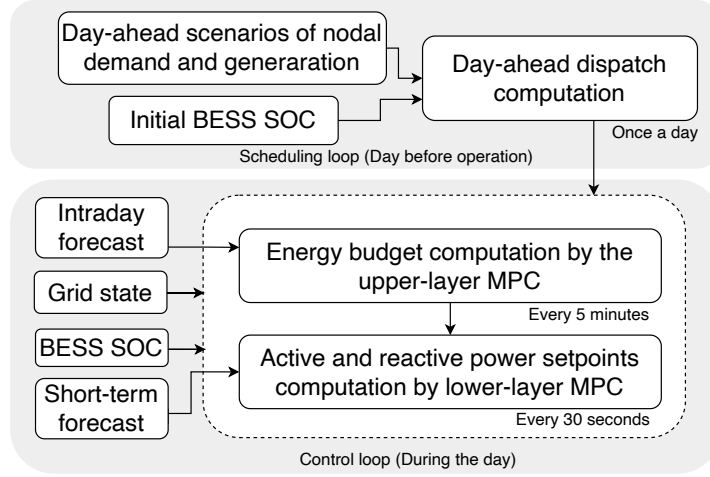 Day-ahead scenarios of nodal
demand and generaration
Day-ahead dispatch
computation
Initial BESS SOC
Once a day
Scheduling loop (Day before operation)
Intraday
forecast
Energy budget computation by the
upper-layer MPC
Grid state
Every 5 minutes
BESS SOC
Active and reactive power setpoints
computation by lower-layer MPC
Short-term
forecast
Every 30 seconds
Control loop (During the day)